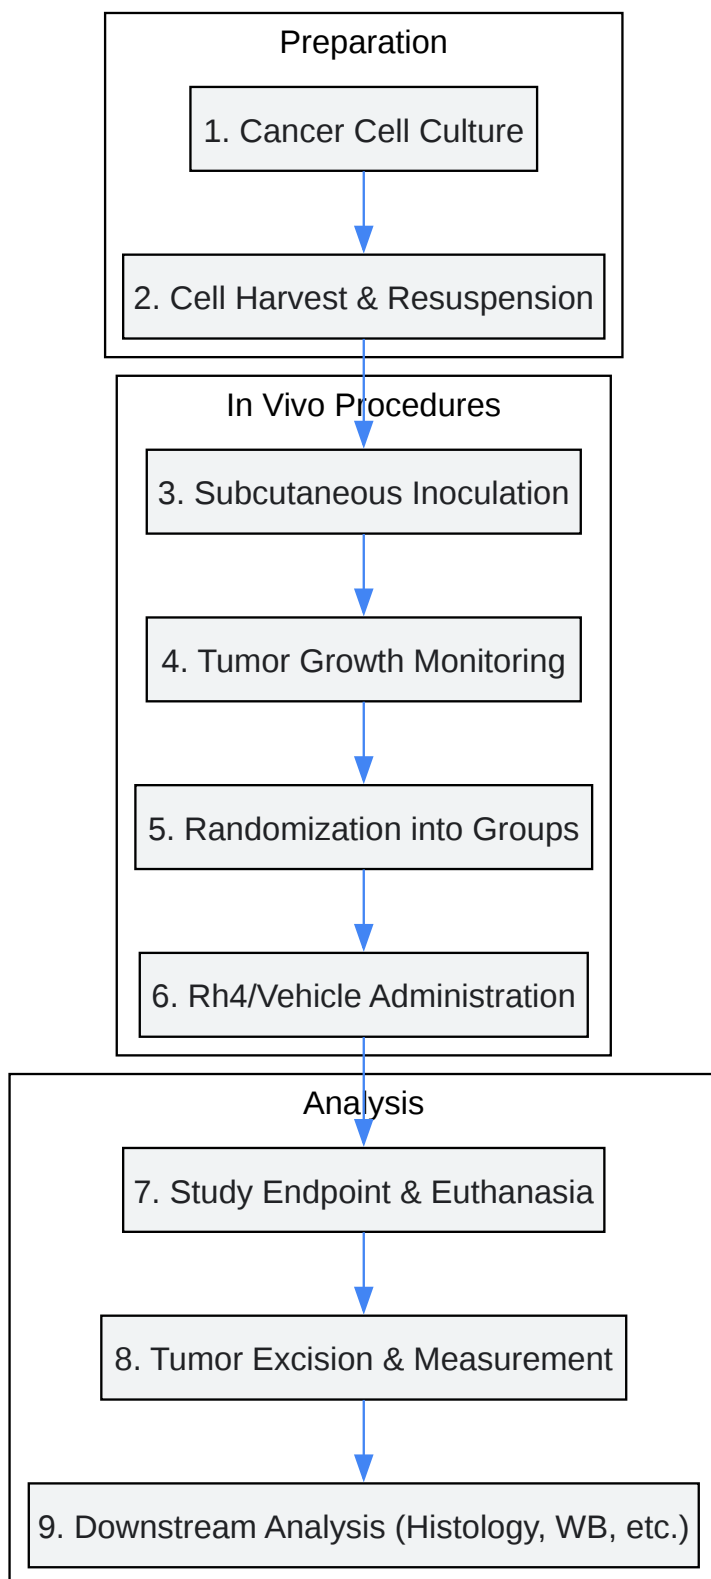 Preparation
1. Cancer Cell Culture
2. Cell Harvest & Resuspension
In Vivo Procedures
3. Subcutaneous Inoculation
4. Tumor Growth Monitoring
5. Randomization into Groups
6. Rh4/Vehicle Administration
Analysis
7. Study Endpoint & Euthanasia
8. Tumor Excision & Measurement
9. Downstream Analysis (Histology, WB, etc.)